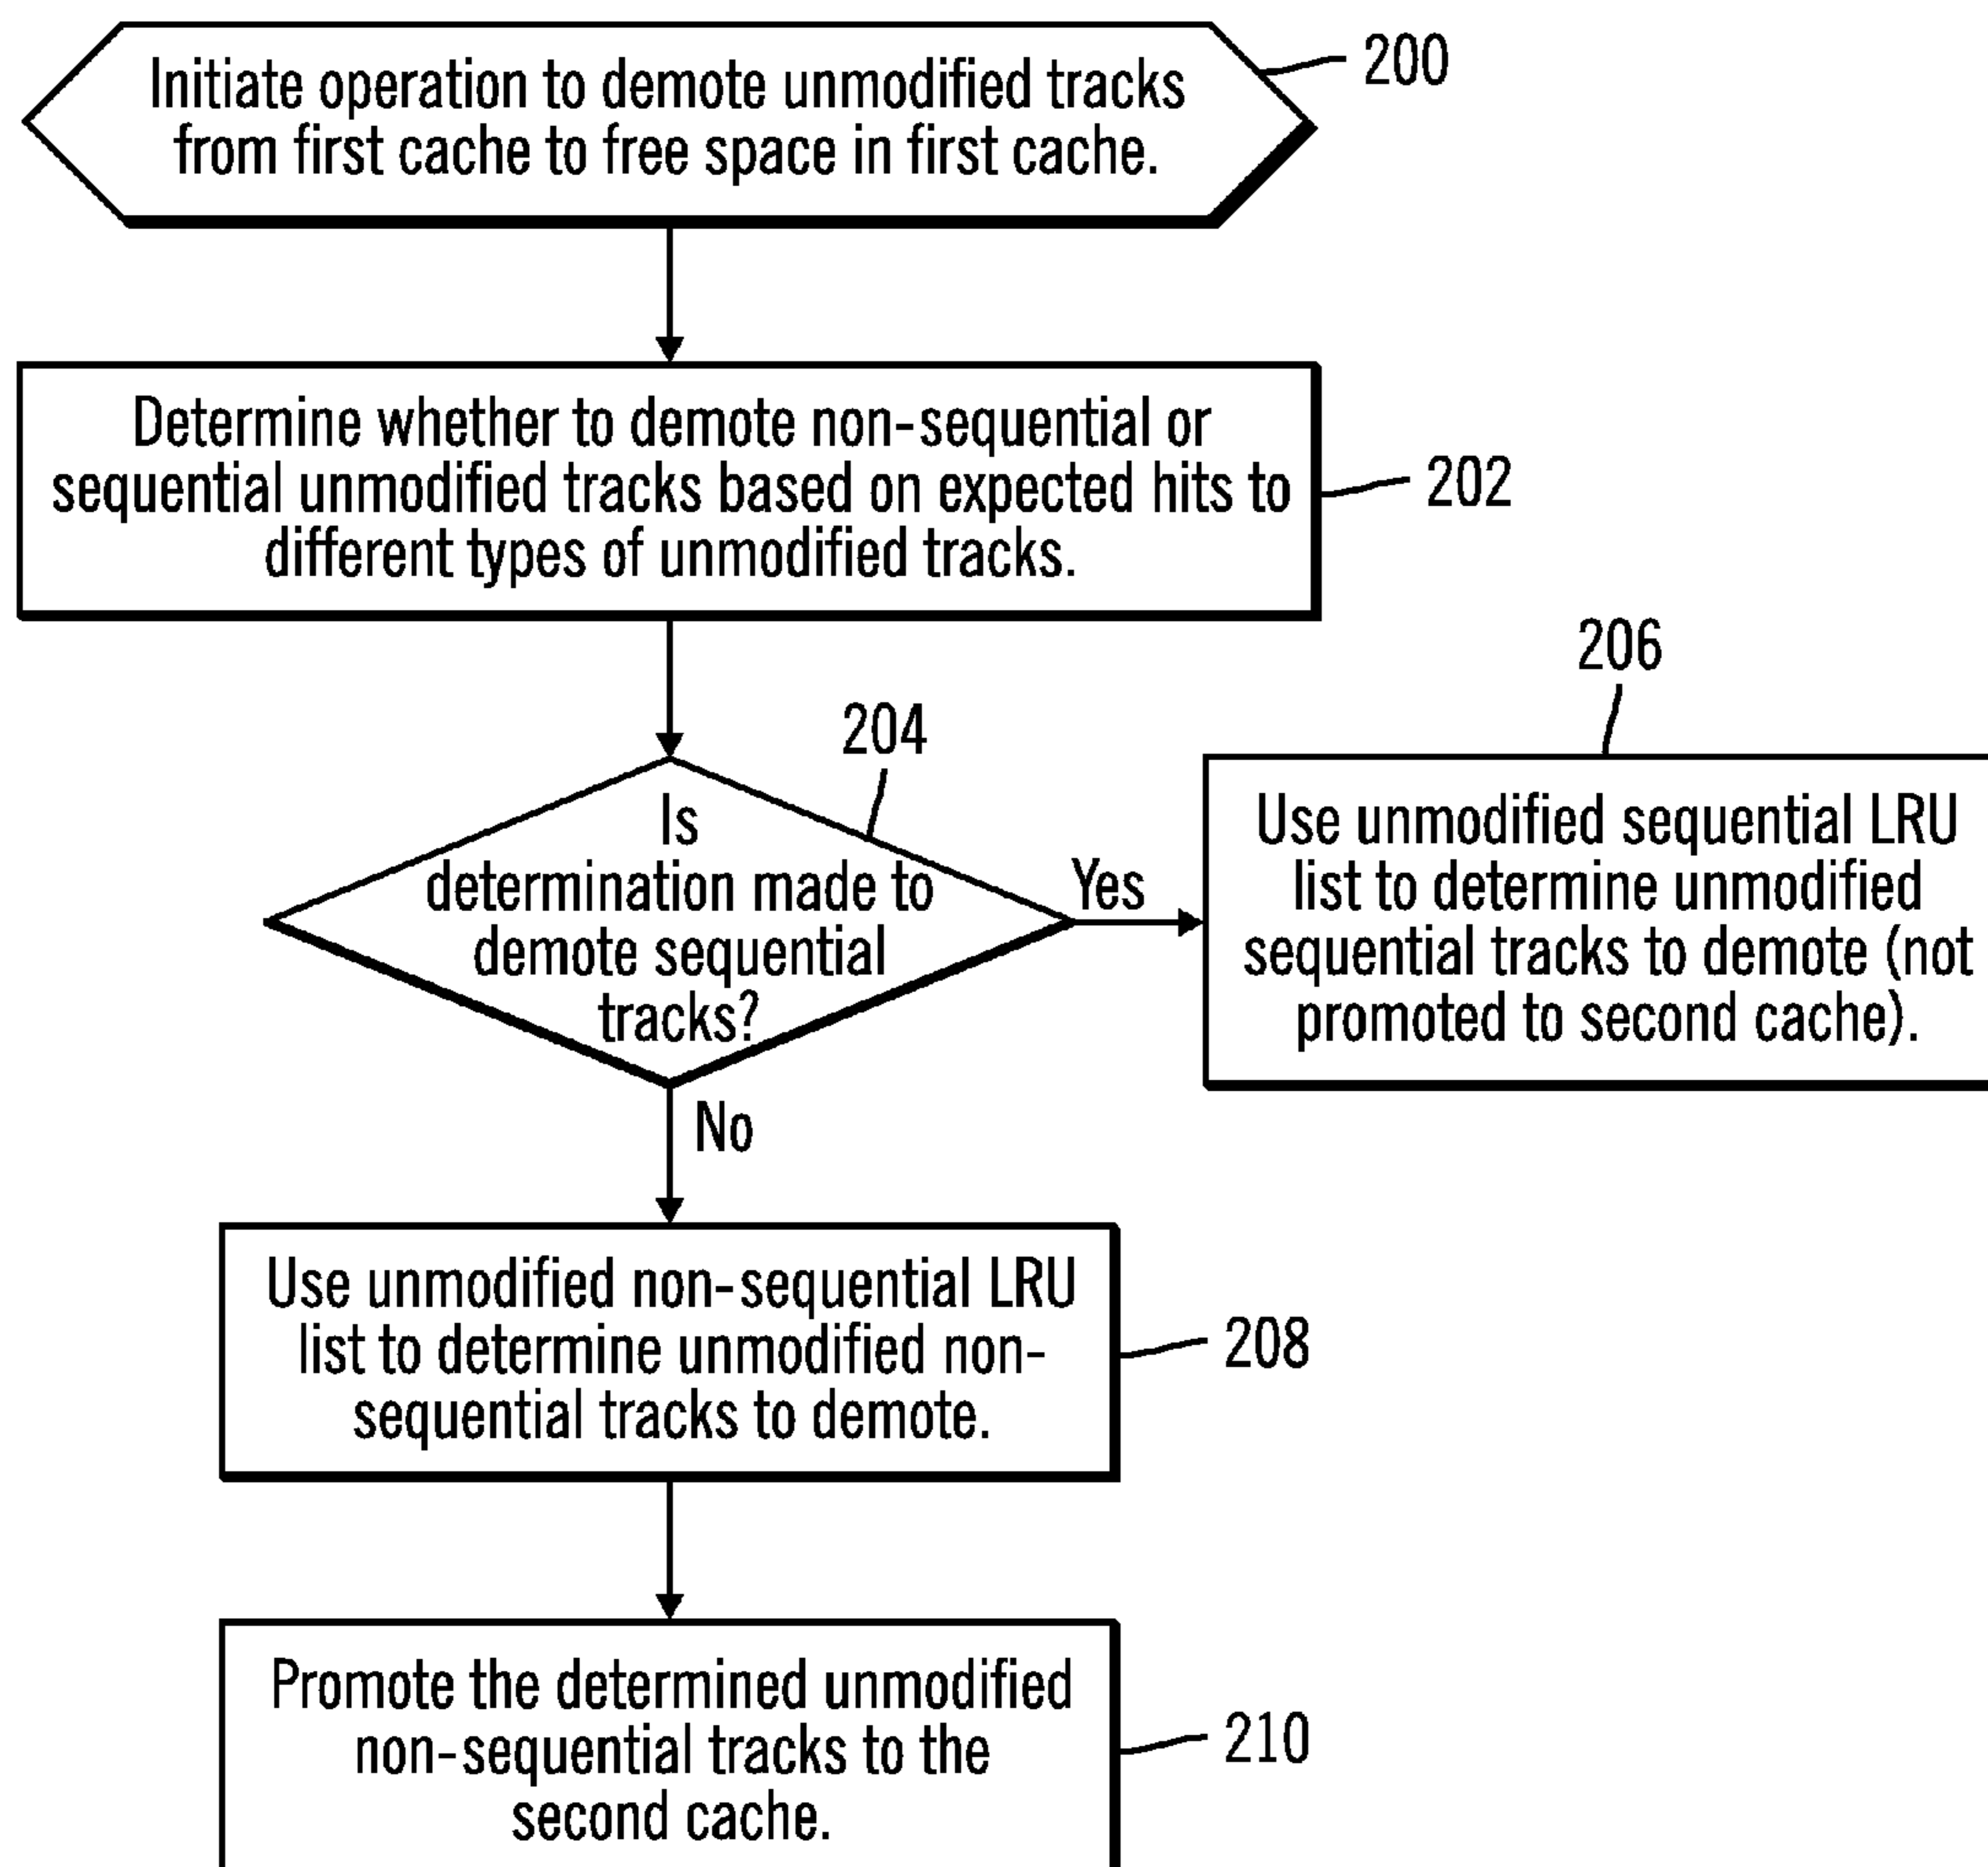 Initiate operation to demote unmodified tracks
from first cache to free space in first cache.
200
Determine whether to demote non-sequential or
sequential unmodified tracks based on expected hits to
different types of unmodified tracks.
202
204
Is
determination made to
demote sequential
tracks?
Yes
206
Use unmodified sequential LRU
list to determine unmodified
sequential tracks to demote (not
promoted to second cache).
No
Use unmodified non-sequential LRU
list to determine unmodified non-
sequential tracks to demote.
208
Promote the determined unmodified
non-sequential tracks to the
second cache.
210